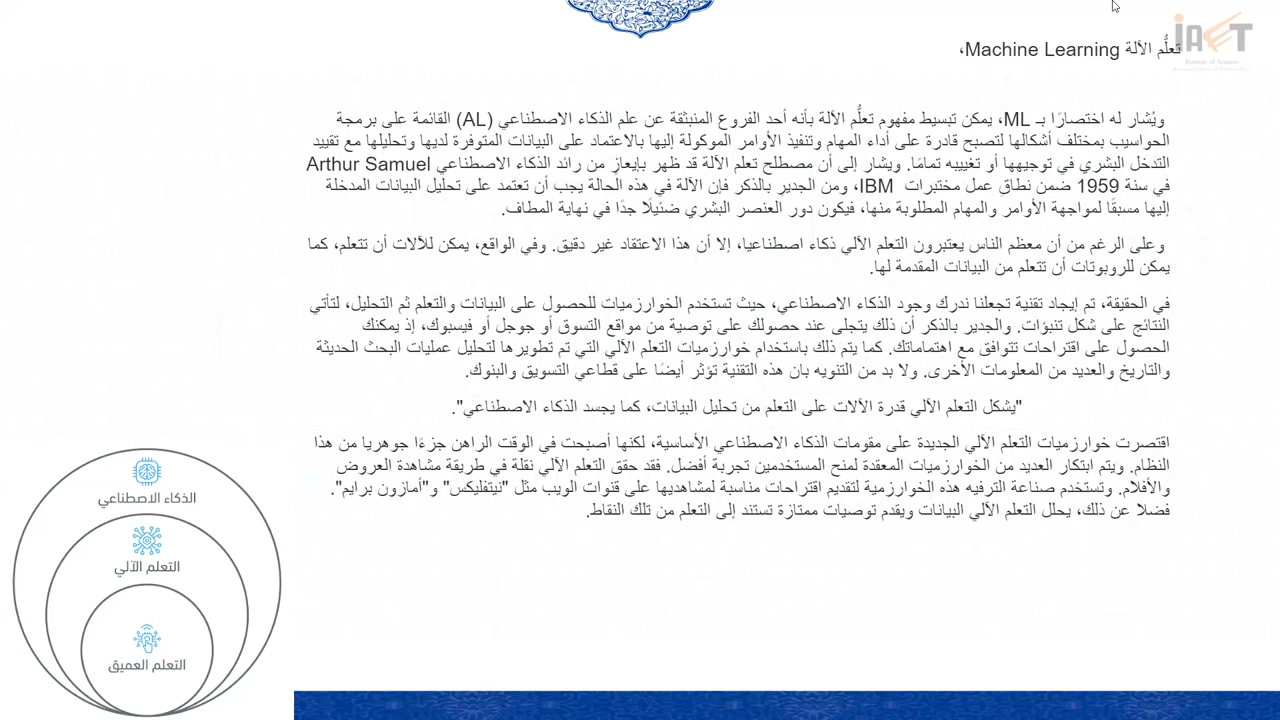 iAET
تعلُّم الآلة Machine Learning،
ويُشار له اختصارًا بـ ML، يمكن تبسيط مفهوم تعلُّم الآلة بأنه أحد الفروع المنبثقة عن علم الذكاء الاصطناعي (AL) القائمة على برمجة
الحواسيب بمختلف أشكالها لتصبح قادرة على أداء المهام وتنفيذ الأوامر الموكولة إليها بالاعتماد على البيانات المتوفرة لديها وتحليلها مع تقييد
التدخل البشري في توجيهها أو تغييبه تمامًا. ويشار إلى أن مصطلح تعلم الآلة قد ظهر بإيعازٍ من رائد الذكاء الاصطناعي Arthur Samuel
في سنة 1959 ضمن نطاقِ عمل مختبرات IBM، ومن الجدير بالذكر فإن الآلة في هذه الحالة يجب أن تعتمد على تحليل البيانات المدخلة
إليها مسبقًا لمواجهة الأوامر والمهام المطلوبة منها، فيكون دور العنصر البشري ضئيلًا جدًا في نهاية المطاف.
وعلى الرغم من أن معظم الناس يعتبرون التعلم الآلي ذكاء اصطناعيا، إلا أن هذا الاعتقاد غير دقيق. وفي الواقع، يمكن للآلات أن تتعلم، كما
يمكن للروبوتات أن تتعلم من البيانات المقدمة لها.
في الحقيقة، تم إيجاد تقنية تجعلنا ندرك وجود الذكاء الاصطناعي، حيث تستخدم الخوارزميات للحصول على البيانات والتعلم ثم التحليل، لتأتي
النتائج على شكل تنبؤات. والجدير بالذكر أن ذلك يتجلى عند حصولك على توصية من مواقع التسوق أو جوجل أو فيسبوك، إذ يمكنك
الحصول على اقتراحات تتوافق مع اهتماماتك. كما يتم ذلك باستخدام خوارزميات التعلم الآلي التي تم تطويرها لتحليل عمليات البحث الحديثة
والتاريخ والعديد من المعلومات الأخرى. ولا بد من التنويه بان هذه التقنية تؤثر أيضًا على قطاعي التسويق والبنوك.
"يشكل التعلم الآلي قدرة الآلات على التعلم من تحليل البيانات، كما يجسد الذكاء الاصطناعي".
اقتصرت خوارزميات التعلم الآلي الجديدة على مقومات الذكاء الاصطناعي الأساسية، لكنها أصبحت في الوقت الراهن جزءًا جوهريا من هذا
النظام. ويتم ابتكار العديد من الخوارزميات المعقدة لمنح المستخدمين تجربة أفضل. فقد حقق التعلم الآلي نقلة في طريقة مشاهدة العروض
والأفلام. وتستخدم صناعة الترفيه هذه الخوارزمية لتقديم اقتراحات مناسبة لمشاهديها على قنوات الويب مثل "نيتفليكس" و"أمازون برايم".
فضلا عن ذلك، يحلل التعلم الآلي البيانات ويقدم توصيات ممتازة تستند إلى التعلم من تلك النقاط.
الذكاء الاصطناعي
التعلم الآلي
التعلم العميق